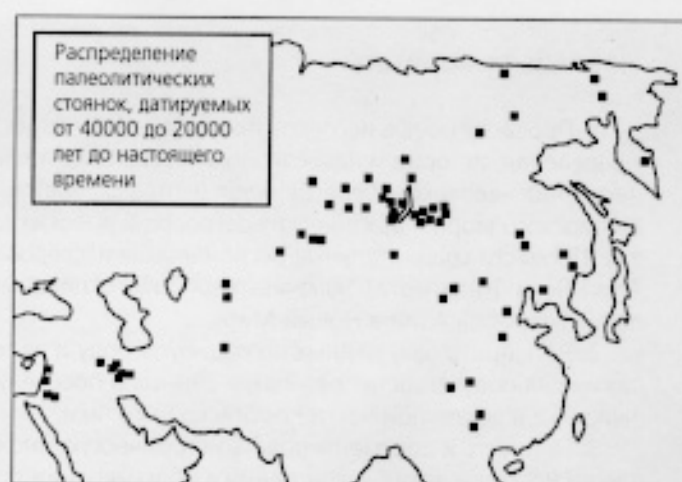 Распределение
палеолитических
стоянок, датируемых
от 40000 до 20000
лет до настоящего
времени